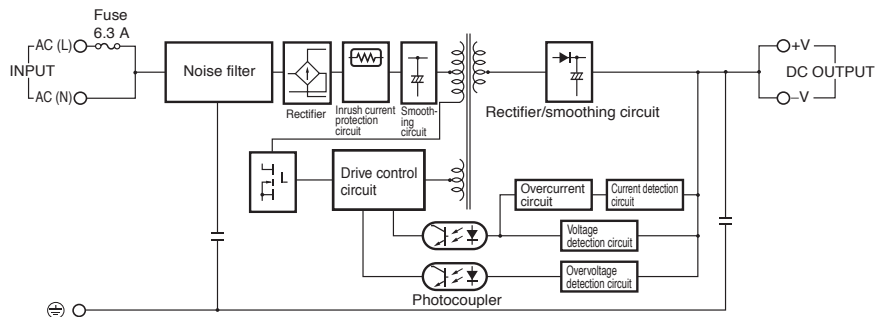 Fuse
6.3 A
AC (L)
INPUT
AC (N)
Noise filter
Rectifier
Inrush current
protection
circuit
Smooth-
ing
circuit
Rectifier/smoothing circuit
+V
DC OUTPUT
–V
Drive control
circuit
Overcurrent
circuit
Current detection
circuit
Voltage
detection circuit
Overvoltage
detection circuit
Photocoupler